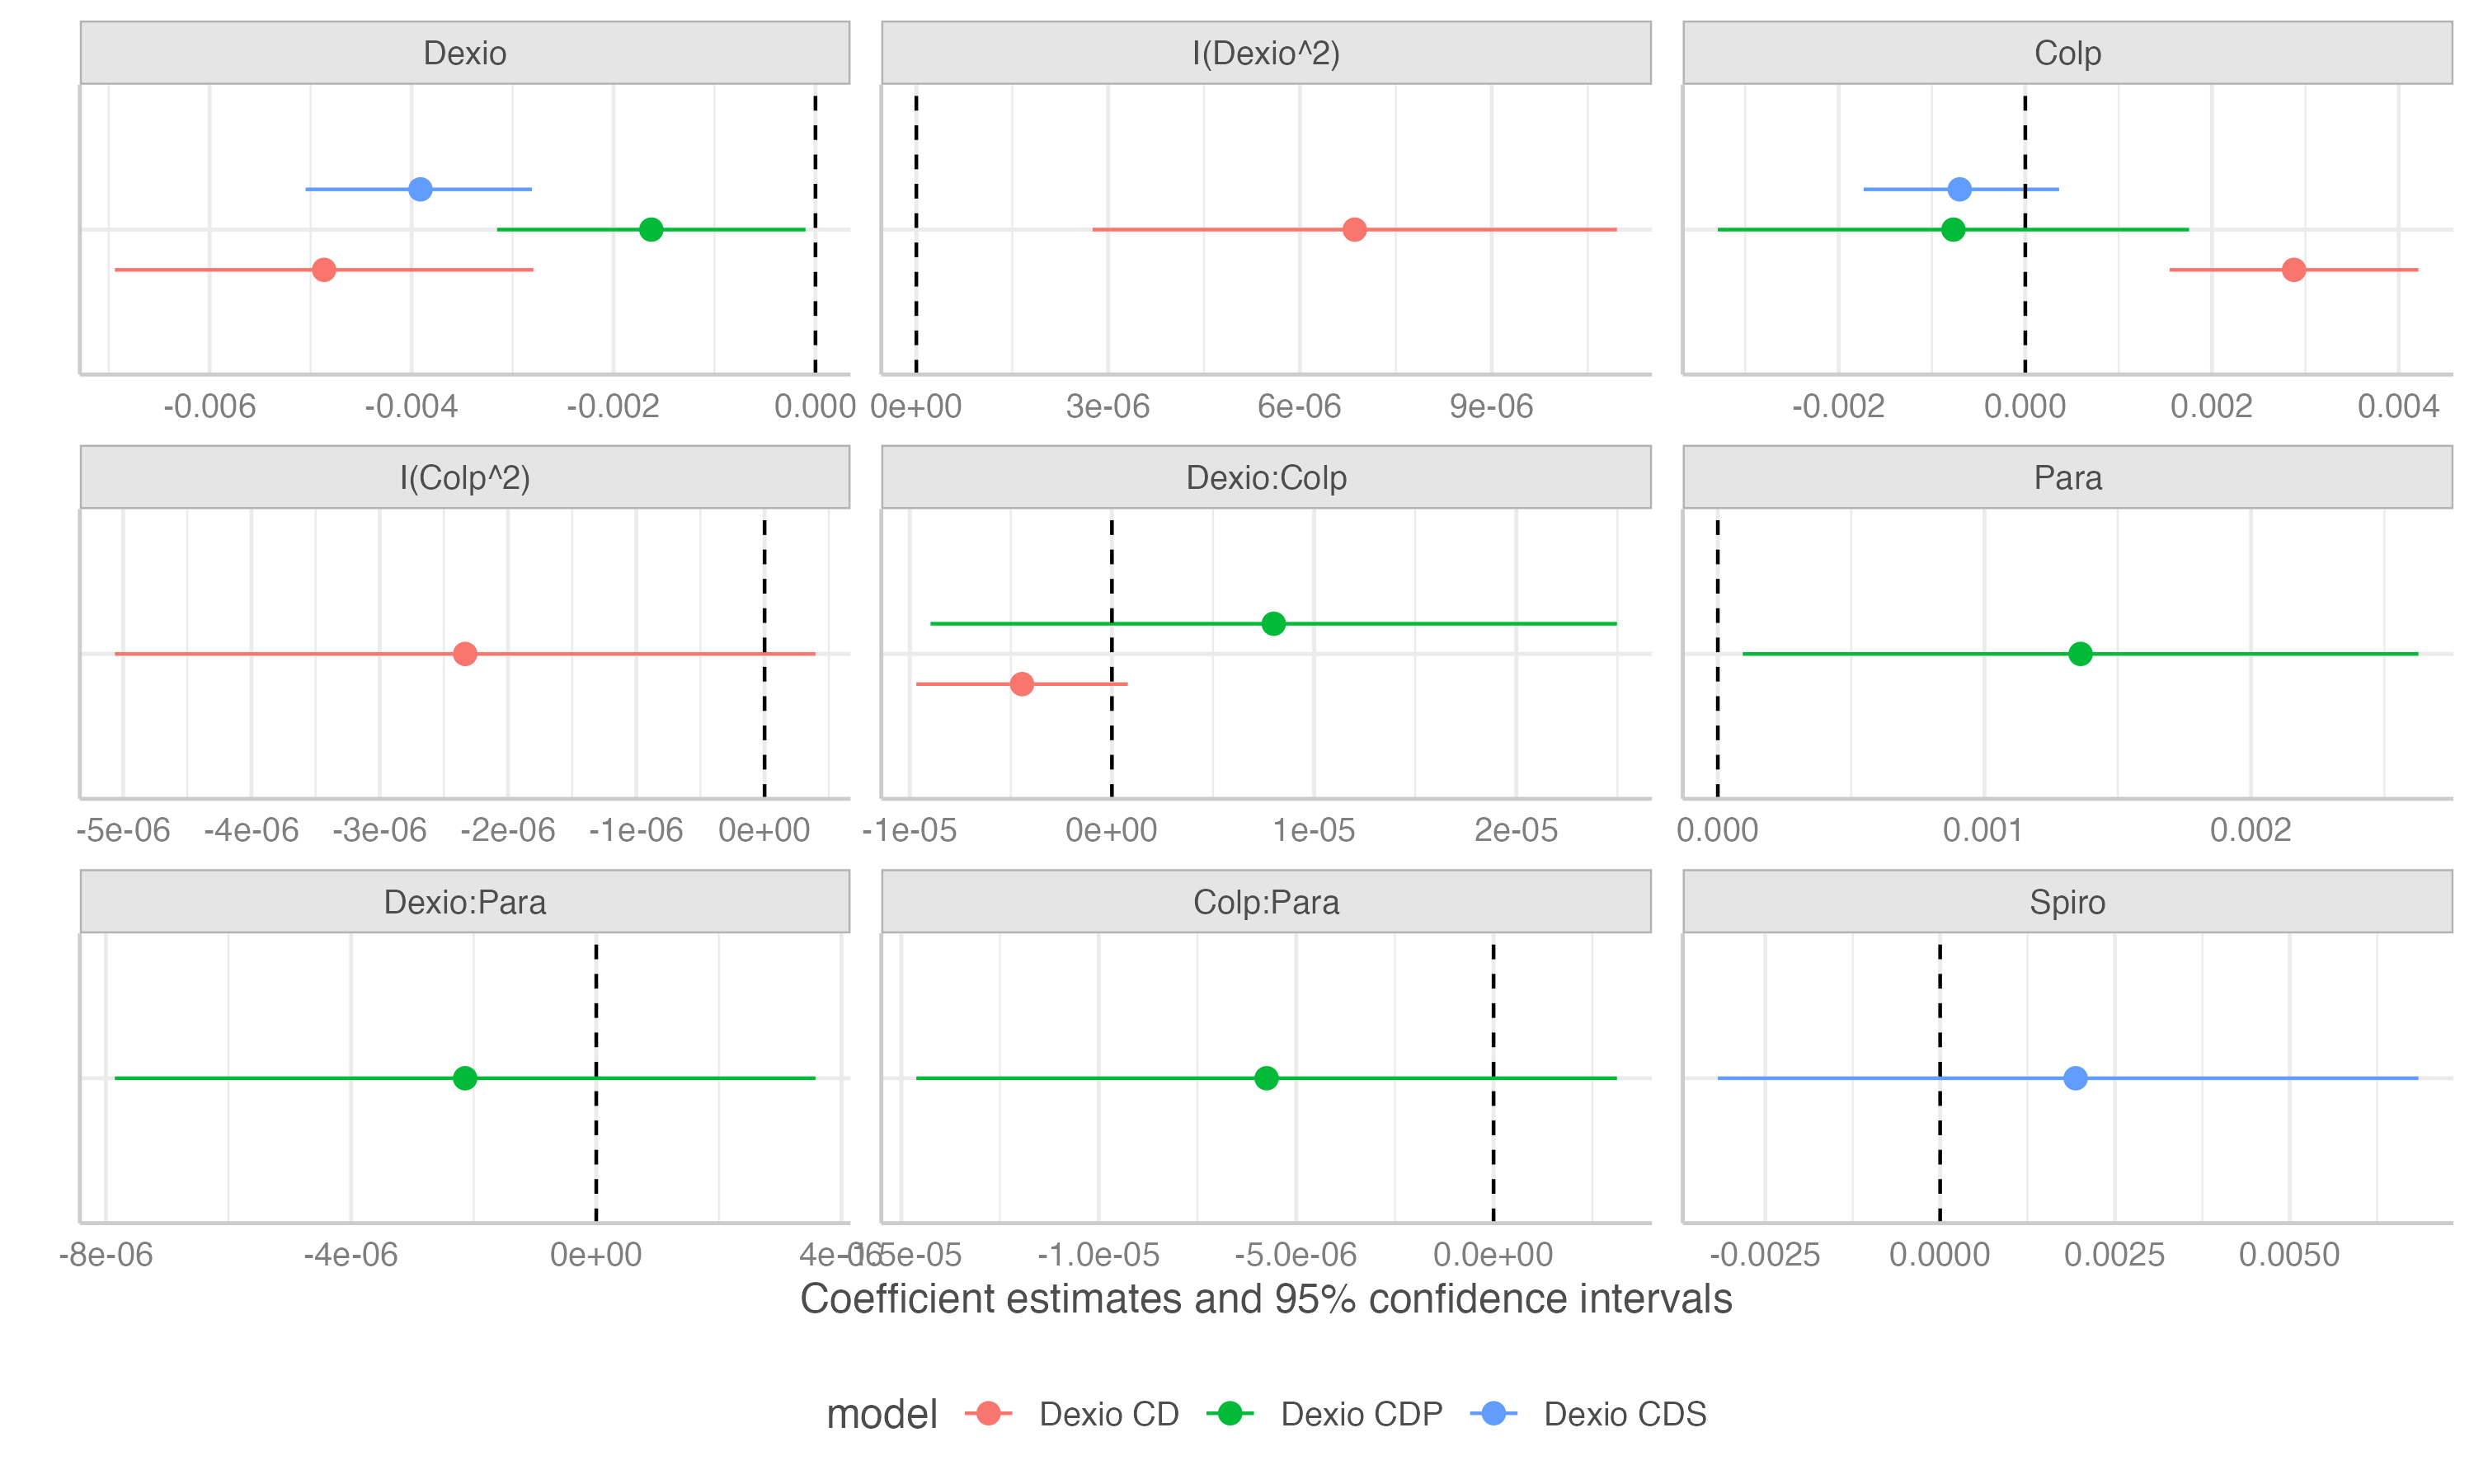 Dexio
I(Dexio^2)
Colp
-0.006 -0.004 -0.002 0.000
0e+00 3e-06 6e-06 9e-06
-0.002 0.000 0.002 0.004
I(Colp^2)
Dexio:Colp
Para
-5e-06 -4e-06 -3e-06 -2e-06 -1e-06 0e+00
-1e-05 0e+00 1e-05 2e-05
0.000 0.001 0.002
Dexio:Para
Colp:Para
Spiro
-8e-06 -4e-06 0e+00 4e-06
-1.5e-05 -1.0e-05 -5.0e-06 0.0e+00
-0.0025 0.0000 0.0025 0.0050
Coefficient estimates and 95% confidence intervals
model Dexio CD Dexio CDP Dexio CDS